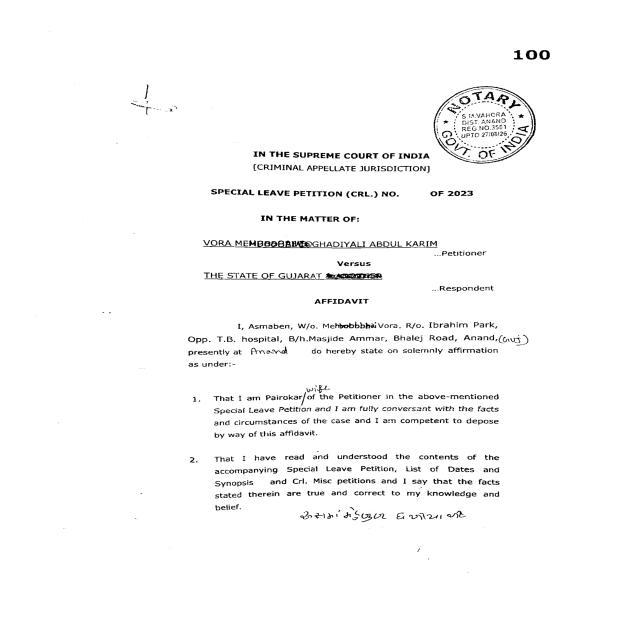 100
NOTARY
S.M.VAHORA
DIST. ANAND
REG.NO.3501
UPTO 27/08/26
GOVT. OF INDIA
IN THE SUPREME COURT OF INDIA
[CRIMINAL APPELLATE JURISDICTION]
SPECIAL LEAVE PETITION (CRL.) NO. OF 2023
IN THE MATTER OF:
VORA GHADIYALI ABDUL KARIM
...Petitioner
Versus
THE STATE OF GUJARAT
...Respondent
AFFIDAVIT
I, Asmaben, W/o. Vora, R/o. Ibrahim Park,
Opp. T.B. hospital, B/h.Masjide Ammar, Bhalej Road, Anand,(Guj)
presently at Anand do hereby state on solemnly affirmation
as under:-
wife
1. That I am Pairokar/of the Petitioner in the above-mentioned
Special Leave Petition and I am fully conversant with the facts
and circumstances of the case and I am competent to depose
by way of this affidavit.
2. That I have read and understood the contents of the
accompanying Special Leave Petition, List of Dates and
Synopsis and Crl. Misc petitions and I say that the facts
stated therein are true and correct to my knowledge and
belief.